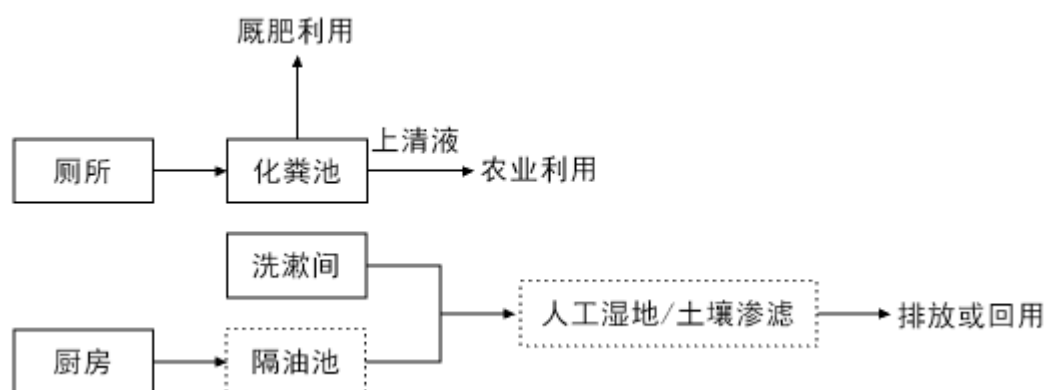 厩肥利用
上清液
厕所
化粪池
农业利用
洗漱间
人工湿地/土壤渗滤
排放或回用
厨房
隔油池